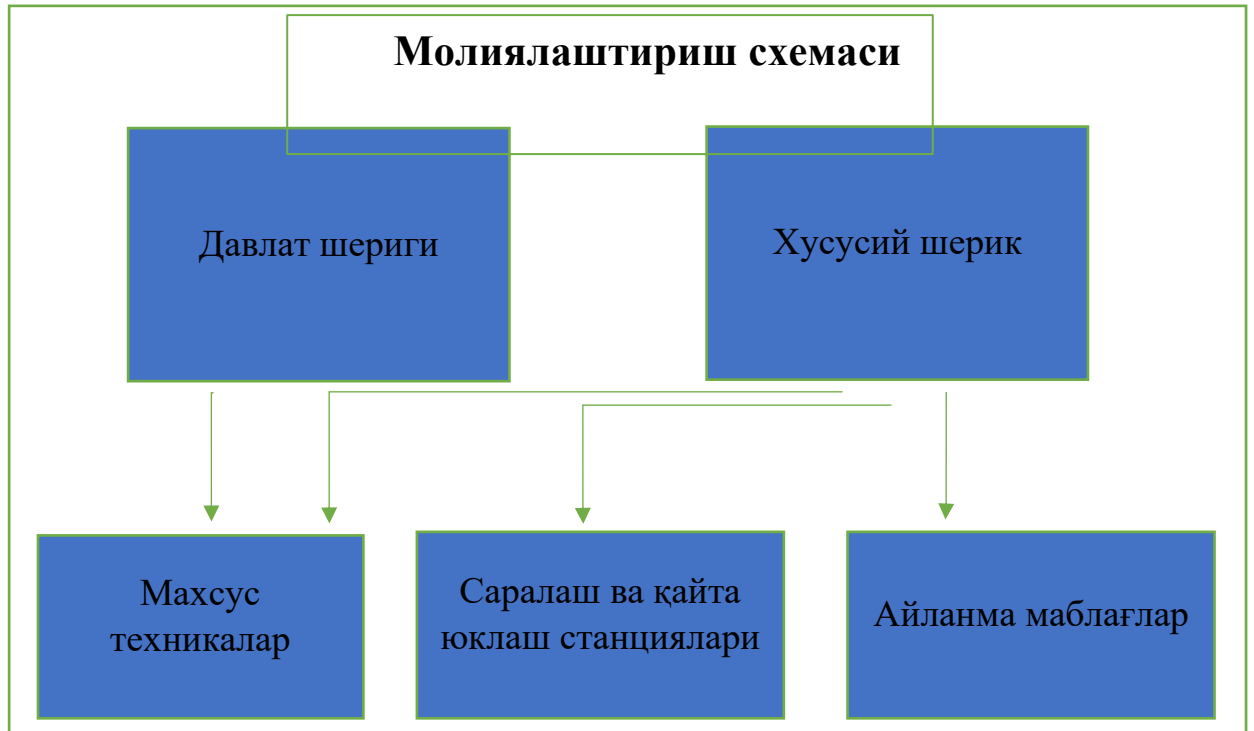 Молиялаштириш схемаси
Давлат шериги
Хусусий шерик
Махсус
техникалар
Саралаш ва қайта
юклаш станциялари
Айланма маблағлар